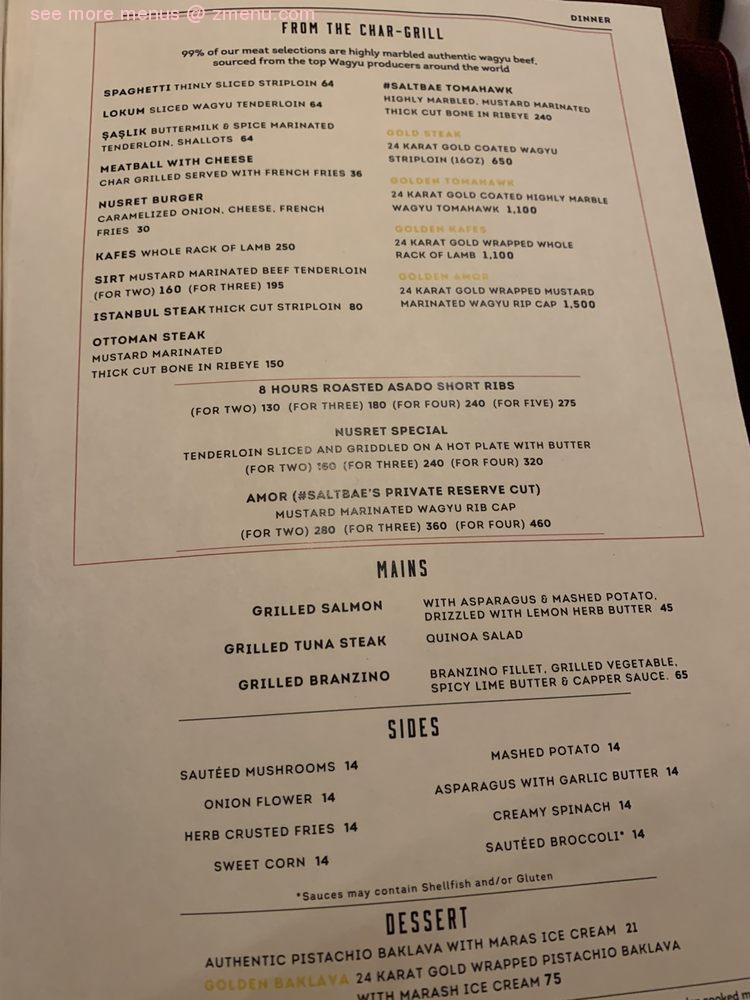 see more menus @ zmenu.com
DINNER
FROM THE CHAR-GRILL
99% of our meat selections are highly marbled authentic wagyu beef,
sourced from the top Wagyu producers around the world
SPAGHETTI THINLY SLICED STRIPLOIN 64
LOKUM SLICED WAGYU TENDERLOIN 64
ŞAŞLIK BUTTERMILK & SPICE MARINATED
TENDERLOIN, SHALLOTS 64
MEATBALL WITH CHEESE
CHAR GRILLED SERVED WITH FRENCH FRIES 36
NUSRET BURGER
CARAMELIZED ONION, CHEESE, FRENCH
FRIES 30
KAFES WHOLE RACK OF LAMB 250
SIRT MUSTARD MARINATED BEEF TENDERLOIN
(FOR TWO) 160 (FOR THREE) 195
ISTANBUL STEAK THICK CUT STRIPLOIN 80
OTTOMAN STEAK
MUSTARD MARINATED
THICK CUT BONE IN RIBEYE 150
#SALTBAE TOMAHAWK
HIGHLY MARBLED, MUSTARD MARINATED
THICK CUT BONE IN RIBEYE 240
GOLD STEAK
24 KARAT GOLD COATED WAGYU
STRIPLOIN (16OZ) 650
GOLDEN TOMAHAWK
24 KARAT GOLD COATED HIGHLY MARBLE
WAGYU TOMAHAWK 1,100
GOLDEN KAFES
24 KARAT GOLD WRAPPED WHOLE
RACK OF LAMB 1,100
GOLDEN AMOR
24 KARAT GOLD WRAPPED MUSTARD
MARINATED WAGYU RIP CAP 1,500
8 HOURS ROASTED ASADO SHORT RIBS
(FOR TWO) 130 (FOR THREE) 180 (FOR FOUR) 240 (FOR FIVE) 275
NUSRET SPECIAL
TENDERLOIN SLICED AND GRIDDLED ON A HOT PLATE WITH BUTTER
(FOR TWO) 160 (FOR THREE) 240 (FOR FOUR) 320
AMOR (#SALTBAE'S PRIVATE RESERVE CUT)
MUSTARD MARINATED WAGYU RIB CAP
(FOR TWO) 280 (FOR THREE) 360 (FOR FOUR) 460
MAINS
GRILLED SALMON WITH ASPARAGUS & MASHED POTATO,
DRIZZLED WITH LEMON HERB BUTTER 45
GRILLED TUNA STEAK QUINOA SALAD
GRILLED BRANZINO BRANZINO FILLET, GRILLED VEGETABLE,
SPICY LIME BUTTER & CAPPER SAUCE. 65
SIDES
SAUTÉED MUSHROOMS 14
ONION FLOWER 14
HERB CRUSTED FRIES 14
SWEET CORN 14
MASHED POTATO 14
ASPARAGUS WITH GARLIC BUTTER 14
CREAMY SPINACH 14
SAUTÉED BROCCOLI* 14
*Sauces may contain Shellfish and/or Gluten
DESSERT
AUTHENTIC PISTACHIO BAKLAVA WITH MARAS ICE CREAM 21
GOLDEN BAKLAVA 24 KARAT GOLD WRAPPED PISTACHIO BAKLAVA
WITH MARASH ICE CREAM 75